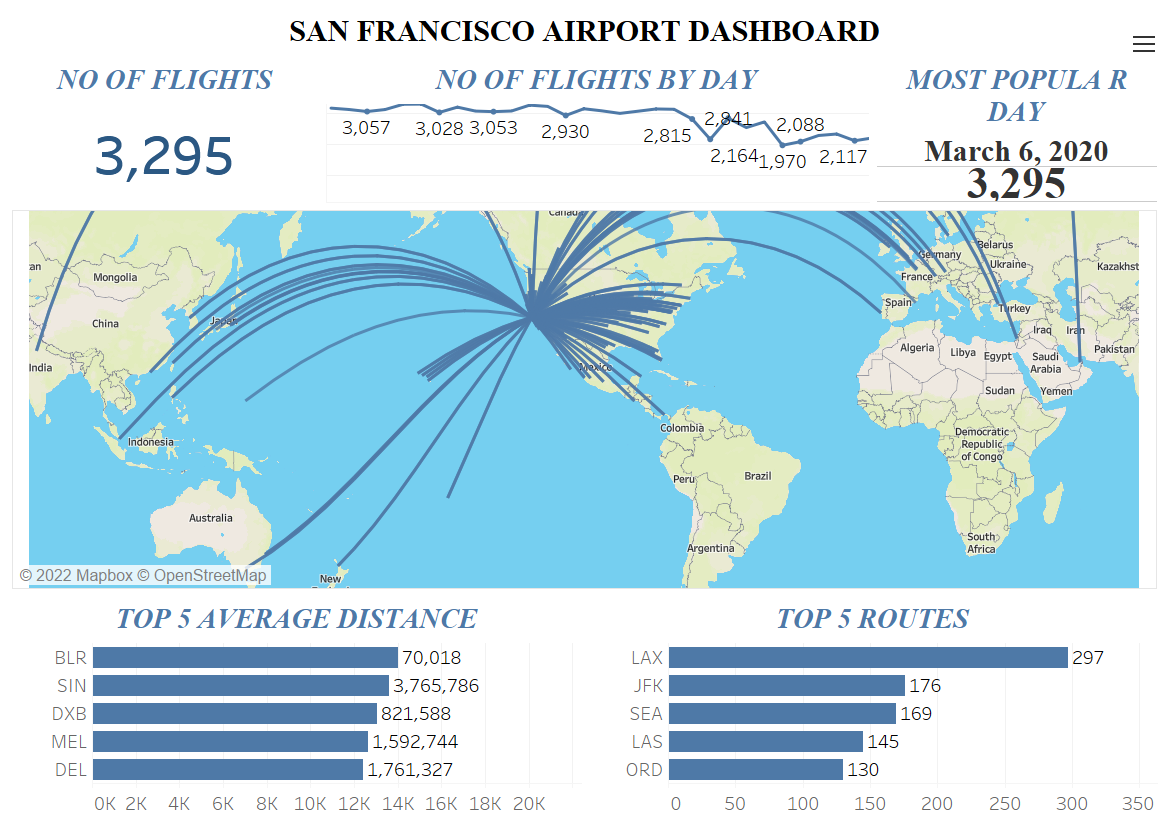 SAN FRANCISCO AIRPORT DASHBOARD
NO OF FLIGHTS
3,295
NO OF FLIGHTS BY DAY
3,057
3,028
3,053
2,930
2,815
2,841
2,164
1,970
2,088
2,117
MOST POPULA R
DAY
March 6, 2020
3,295
Canada
Mongolia
China
Japan
India
Indonesia
Australia
New
Mexico
Colombia
Peru
Brazil
Argentina
Belarus
Germany
Ukraine
France
Kazakhst
Spain
Turkey
Iraq
Iran
Algeria
Libya
Egypt
Saudi
Arabia
Pakistan
Sudan
Yemen
Democratic
Republic
of Congo
South
Africa
© 2022 Mapbox © OpenStreetMap
TOP 5 AVERAGE DISTANCE
BLR 70,018
SIN 3,765,786
DXB 821,588
MEL 1,592,744
DEL 1,761,327
0K 2K 4K 6K 8K 10K 12K 14K 16K 18K 20K
TOP 5 ROUTES
LAX 297
JFK 176
SEA 169
LAS 145
ORD 130
0 50 100 150 200 250 300 350